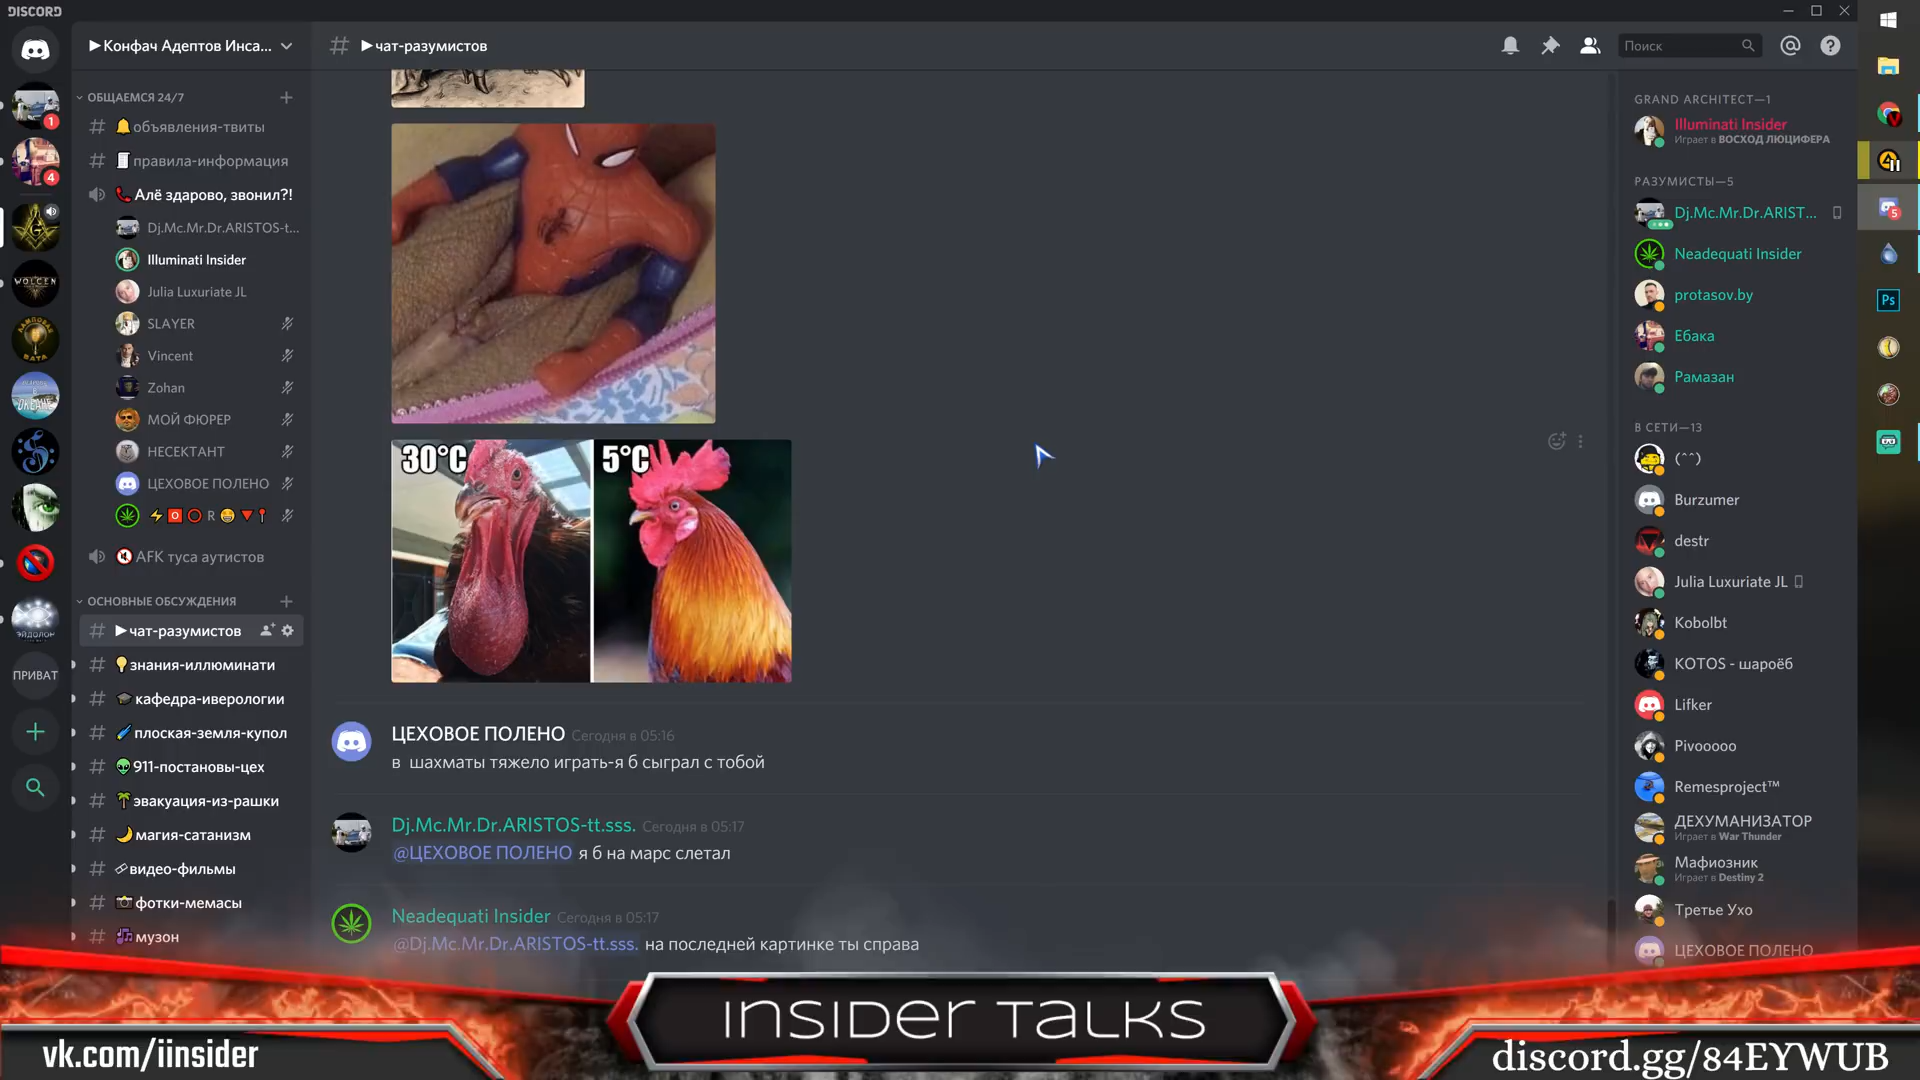 DISCORD
▶Конфач Адептов Инса...
ОБЩАЕМСЯ 24/7
# 🔔объявления-твиты
# правила-информация
📞Алё здарово, звонил?!
Dj.Mc.Mr.Dr.ARISTOS-t...
Illuminati Insider
Julia Luxuriate JL
SLAYER
Vincent
Zohan
МОЙ ФЮРЕР
НЕСЕКТАНТ
ЦЕХОВОЕ ПОЛЕНО
⚡🅾⭕R😀🔻📍
AFK туса аутистов
ОСНОВНЫЕ ОБСУЖДЕНИЯ
# ▶чат-разумистов
# 💡знания-иллюминати
# 🎓кафедра-иверологии
# плоская-земля-купол
# 👽911-постановы-цех
# 🌴эвакуация-из-рашки
# 🌙магия-сатанизм
# видео-фильмы
# 📷фотки-мемасы
# 🎶музон
1
4
WOLCEN
ЭЙДОЛОН
ПРИВАТ
# ▶чат-разумистов
Поиск
30°C
5°C
ЦЕХОВОЕ ПОЛЕНО Сегодня в 05:16
в шахматы тяжело играть-я б сыграл с тобой
Dj.Mc.Mr.Dr.ARISTOS-tt.sss. Сегодня в 05:17
@ЦЕХОВОЕ ПОЛЕНО я б на марс слетал
Neadequati Insider Сегодня в 05:17
@Dj.Mc.Mr.Dr.ARISTOS-tt.sss. на последней картинке ты справа
GRAND ARCHITECT—1
Illuminati Insider
Играет в ВОСХОД ЛЮЦИФЕРА
РАЗУМИСТЫ—5
Dj.Mc.Mr.Dr.ARIST...
Neadequati Insider
protasov.by
Ебака
Рамазан
В СЕТИ—13
(^^)
Burzumer
destr
Julia Luxuriate JL
Kobolbt
KOTOS - шароёб
Lifker
Pivooooo
Remesproject™
ДЕХУМАНИЗАТОР
Играет в War Thunder
Мафиозник
Играет в Destiny 2
Третье Ухо
ЦЕХОВОЕ ПОЛЕНО
5
Ps
INSIDER TALKS
vk.com/iinsider
discord.gg/84EYWUB